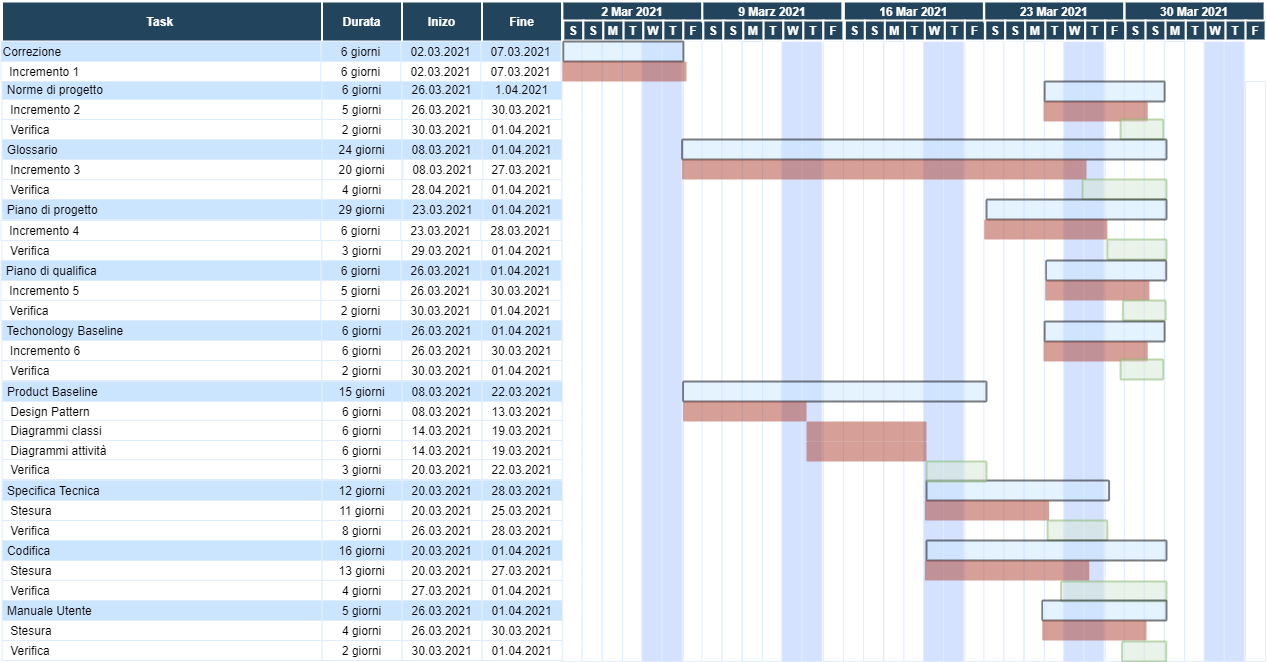 Task Durata Inizo Fine 2 Mar 2021 9 Marz 2021 16 Mar 2021 23 Mar 2021 30 Mar 2021
S S M T W T F S S M T W T F S S M T W T F S S M T W T F S S M T W T F
Correzione 6 giorni 02.03.2021 07.03.2021
Incremento 1 6 giorni 02.03.2021 07.03.2021
Norme di progetto 6 giorni 26.03.2021 1.04.2021
Incremento 2 5 giorni 26.03.2021 30.03.2021
Verifica 2 giorni 30.03.2021 01.04.2021
Glossario 24 giorni 08.03.2021 01.04.2021
Incremento 3 20 giorni 08.03.2021 27.03.2021
Verifica 4 giorni 28.04.2021 01.04.2021
Piano di progetto 29 giorni 23.03.2021 01.04.2021
Incremento 4 6 giorni 23.03.2021 28.03.2021
Verifica 3 giorni 29.03.2021 01.04.2021
Piano di qualifica 6 giorni 26.03.2021 01.04.2021
Incremento 5 5 giorni 26.03.2021 30.03.2021
Verifica 2 giorni 30.03.2021 01.04.2021
Techonology Baseline 6 giorni 26.03.2021 01.04.2021
Incremento 6 6 giorni 26.03.2021 30.03.2021
Verifica 2 giorni 30.03.2021 01.04.2021
Product Baseline 15 giorni 08.03.2021 22.03.2021
Design Pattern 6 giorni 08.03.2021 13.03.2021
Diagrammi classi 6 giorni 14.03.2021 19.03.2021
Diagrammi attività 6 giorni 14.03.2021 19.03.2021
Verifica 3 giorni 20.03.2021 22.03.2021
Specifica Tecnica 12 giorni 20.03.2021 28.03.2021
Stesura 11 giorni 20.03.2021 25.03.2021
Verifica 8 giorni 26.03.2021 28.03.2021
Codifica 16 giorni 20.03.2021 01.04.2021
Stesura 13 giorni 20.03.2021 27.03.2021
Verifica 4 giorni 27.03.2021 01.04.2021
Manuale Utente 5 giorni 26.03.2021 01.04.2021
Stesura 4 giorni 26.03.2021 30.03.2021
Verifica 2 giorni 30.03.2021 01.04.2021